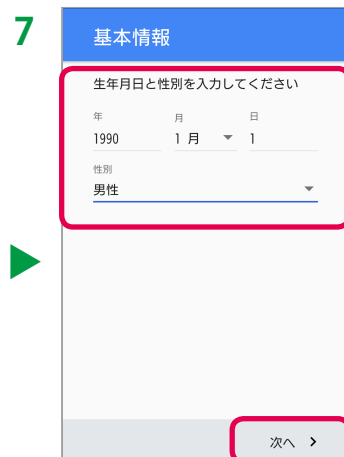 7
基本情報
生年月日と性別を入力してください
年 月 日
1990 1 月 1
性別
男性
次へ